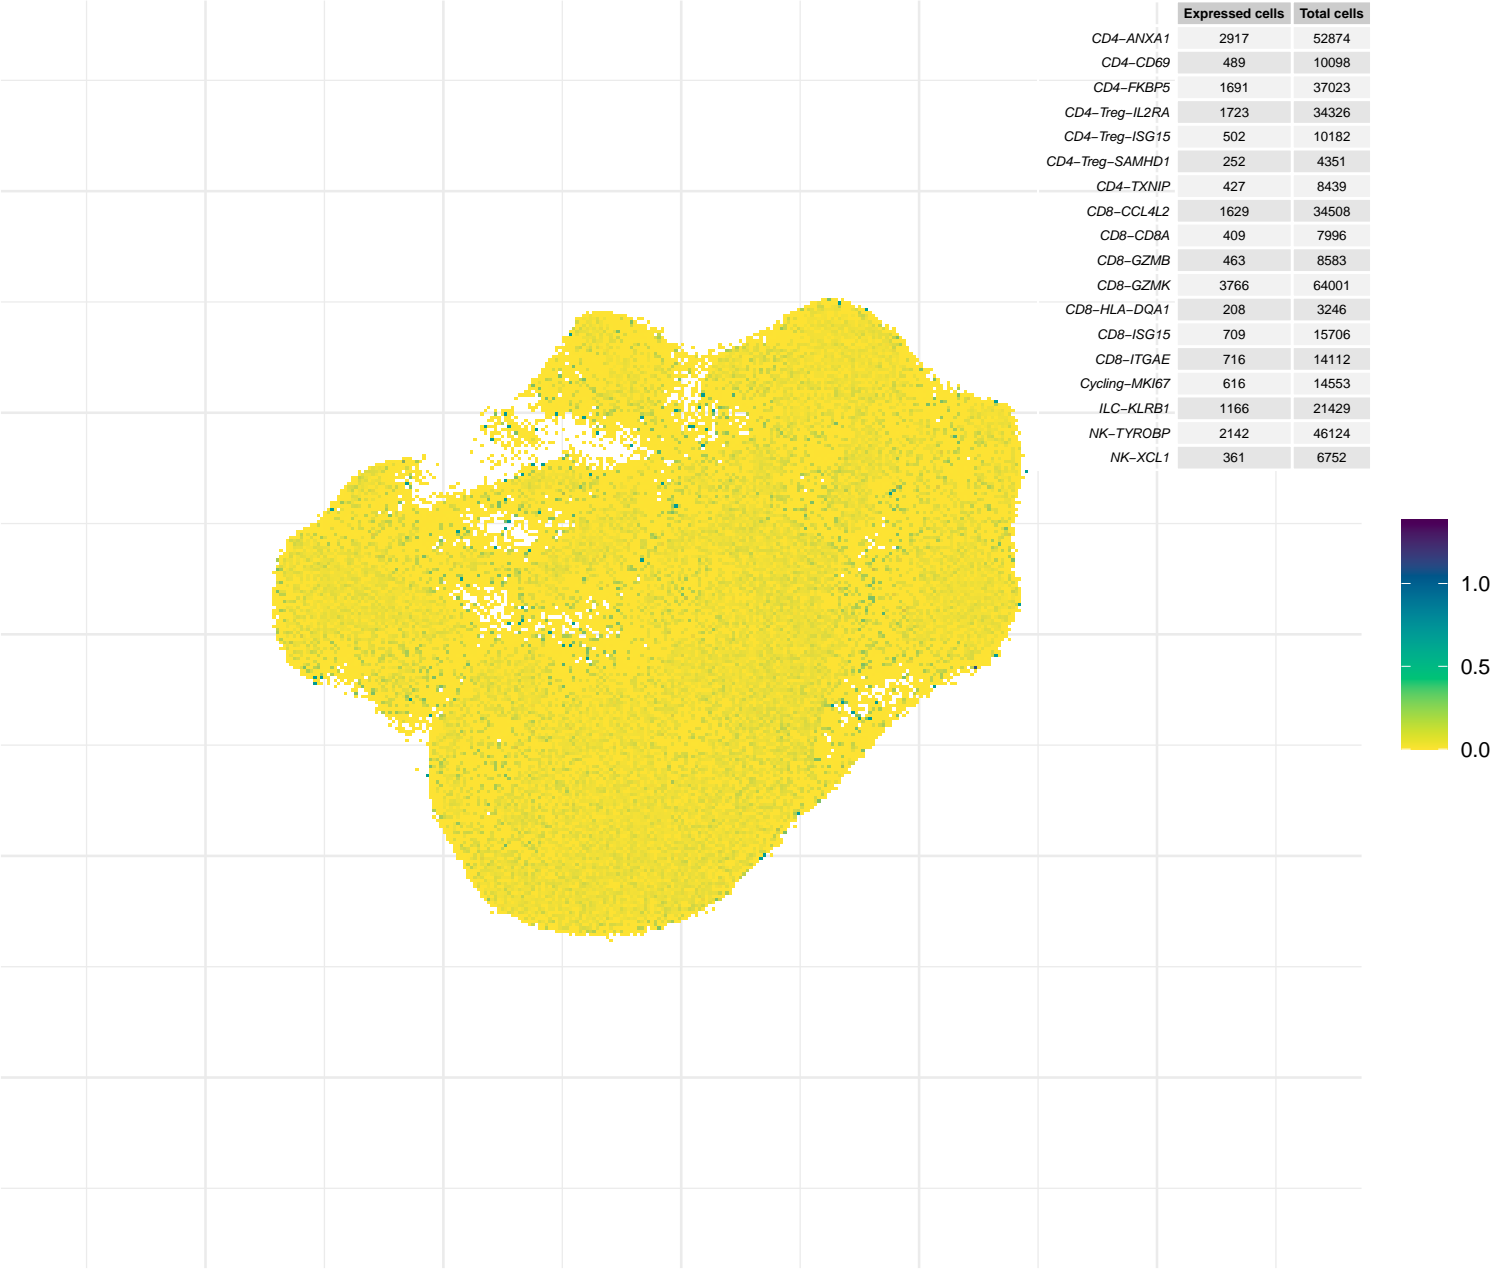 Expressed cells Total cells
CD4−ANXA1 2917 52874
CD4−CD69 489 10098
CD4−FKBP5 1691 37023
CD4−Treg−IL2RA 1723 34326
CD4−Treg−ISG15 502 10182
CD4−Treg−SAMHD1 252 4351
CD4−TXNIP 427 8439
CD8−CCL4L2 1629 34508
CD8−CD8A 409 7996
CD8−GZMB 463 8583
CD8−GZMK 3766 64001
CD8−HLA−DQA1 208 3246
CD8−ISG15 709 15706
CD8−ITGAE 716 14112
Cycling−MKI67 616 14553
ILC−KLRB1 1166 21429
NK−TYROBP 2142 46124
NK−XCL1 361 6752
1.0
0.5
0.0